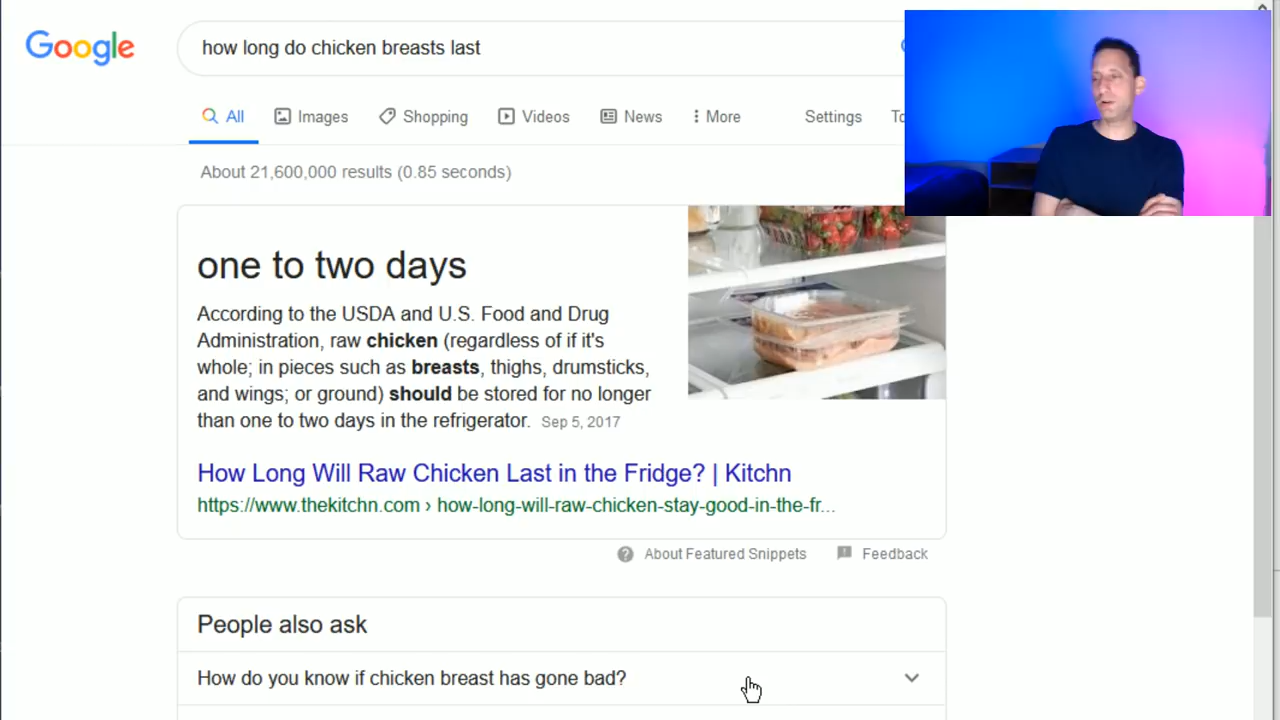 Google
how long do chicken breasts last
All Images Shopping Videos News More Settings To
About 21,600,000 results (0.85 seconds)
one to two days
According to the USDA and U.S. Food and Drug
Administration, raw chicken (regardless of if it's
whole; in pieces such as breasts, thighs, drumsticks,
and wings; or ground) should be stored for no longer
than one to two days in the refrigerator. Sep 5, 2017
How Long Will Raw Chicken Last in the Fridge? | Kitchn
https://www.thekitchn.com › how-long-will-raw-chicken-stay-good-in-the-fr...
About Featured Snippets Feedback
People also ask
How do you know if chicken breast has gone bad?